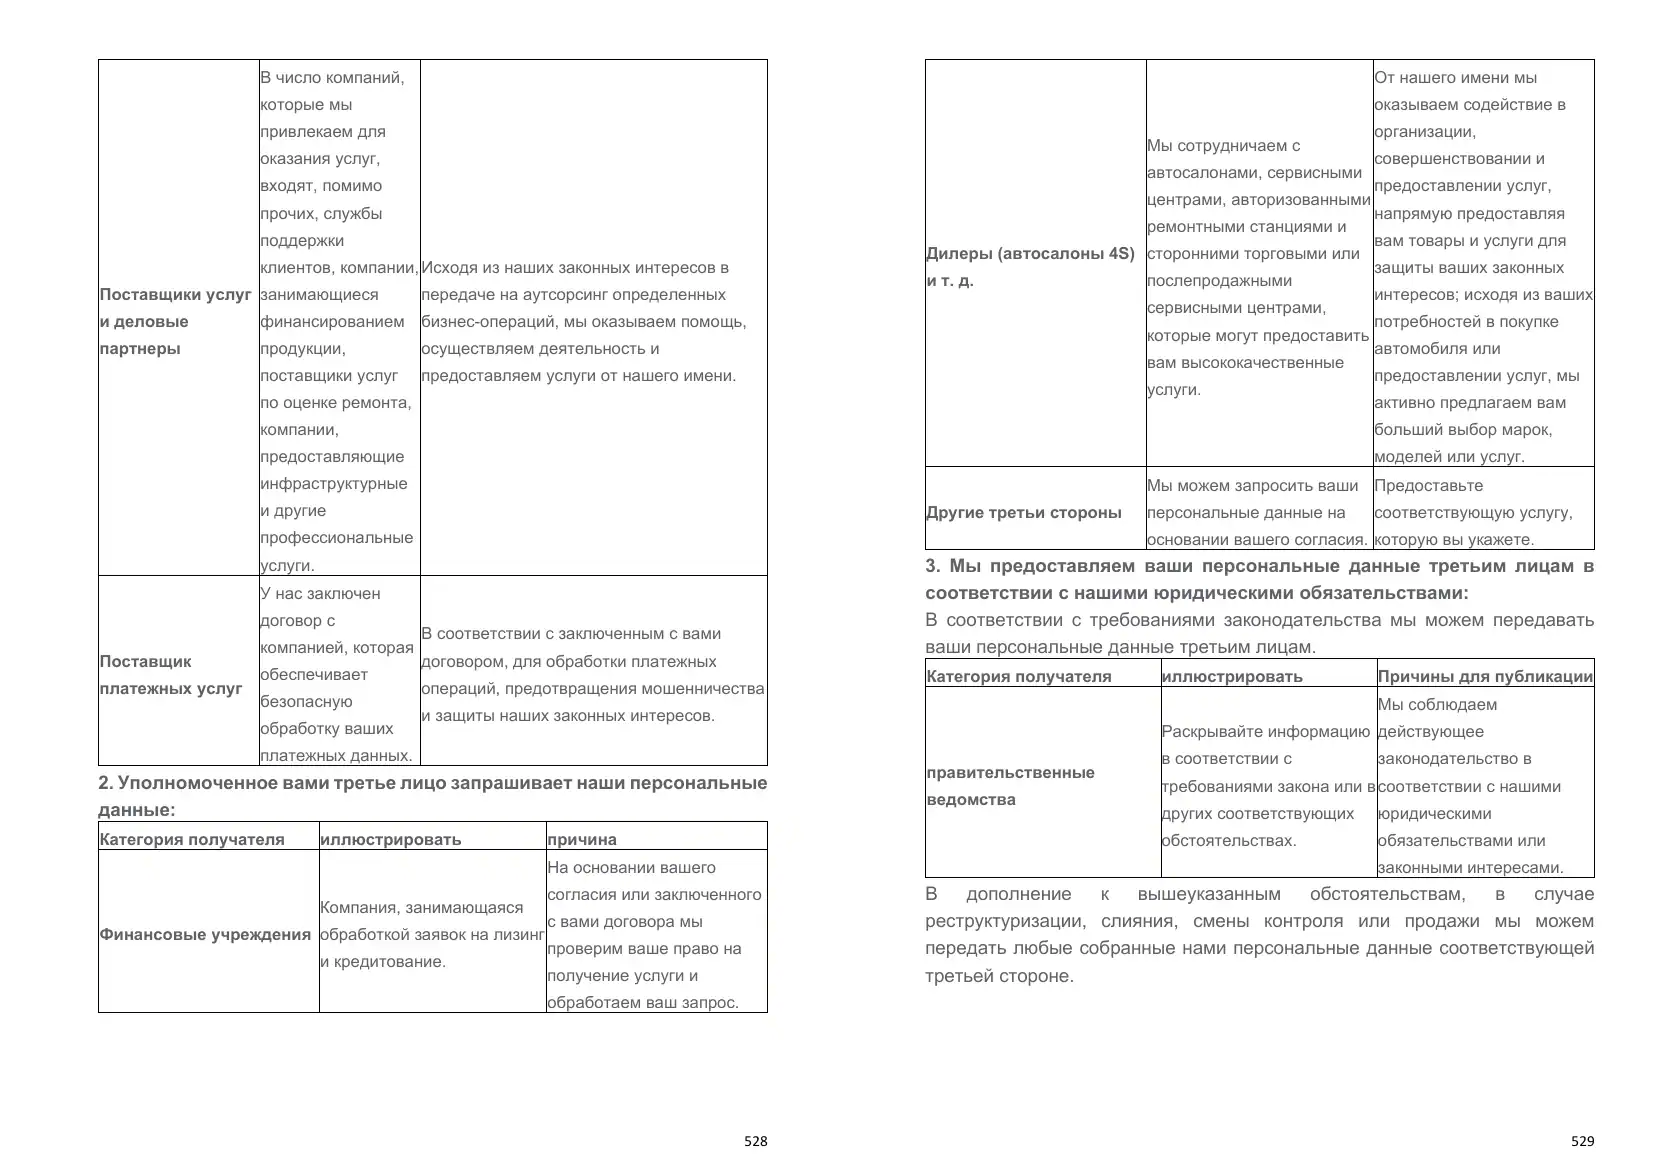 Поставщики услуг
и деловые
партнеры
В число компаний,
которые мы
привлекаем для
оказания услуг,
входят, помимо
прочих, службы
поддержки
клиентов, компании,
занимающиеся
финансированием
продукции,
поставщики услуг
по оценке ремонта,
компании,
предоставляющие
инфраструктурные
и другие
профессиональные
услуги.
Исходя из наших законных интересов в
передаче на аутсорсинг определенных
бизнес-операций, мы оказываем помощь,
осуществляем деятельность и
предоставляем услуги от нашего имени.
Поставщик
платежных услуг
У нас заключен
договор с
компанией, которая
обеспечивает
безопасную
обработку ваших
платежных данных.
В соответствии с заключенным с вами
договором, для обработки платежных
операций, предотвращения мошенничества
и защиты наших законных интересов.
2. Уполномоченное вами третье лицо запрашивает наши персональные
данные:
Категория получателя
иллюстрировать
причина
Финансовые учреждения
Компания, занимающаяся
обработкой заявок на лизинг
и кредитование.
На основании вашего
согласия или заключенного
с вами договора мы
проверим ваше право на
получение услуги и
обработаем ваш запрос.
528
Дилеры (автосалоны 4S)
и т. д.
Мы сотрудничаем с
автосалонами, сервисными
центрами, авторизованными
ремонтными станциями и
сторонними торговыми или
послепродажными
сервисными центрами,
которые могут предоставить
вам высококачественные
услуги.
От нашего имени мы
оказываем содействие в
организации,
совершенствовании и
предоставлении услуг,
напрямую предоставляя
вам товары и услуги для
защиты ваших законных
интересов; исходя из ваших
потребностей в покупке
автомобиля или
предоставлении услуг, мы
активно предлагаем вам
больший выбор марок,
моделей или услуг.
Другие третьи стороны
Мы можем запросить ваши
персональные данные на
основании вашего согласия.
Предоставьте
соответствующую услугу,
которую вы укажете.
3. Мы предоставляем ваши персональные данные третьим лицам в
соответствии с нашими юридическими обязательствами:
В соответствии с требованиями законодательства мы можем передавать
ваши персональные данные третьим лицам.
Категория получателя
иллюстрировать
Причины для публикации
правительственные
ведомства
Раскрывайте информацию
в соответствии с
требованиями закона или в
других соответствующих
обстоятельствах.
Мы соблюдаем
действующее
законодательство в
соответствии с нашими
юридическими
обязательствами или
законными интересами.
В дополнение к вышеуказанным обстоятельствам, в случае
реструктуризации, слияния, смены контроля или продажи мы можем
передать любые собранные нами персональные данные соответствующей
третьей стороне.
529